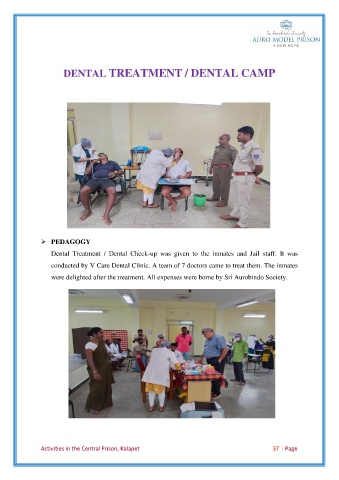 Sri Aurobindo Society
AURO MODEL PRISON
A NEW HOPE
DENTAL TREATMENT / DENTAL CAMP
➢ PEDAGOGY
Dental Treatment / Dental Check-up was given to the inmates and Jail staff. It was
conducted by V Care Dental Clinic. A team of 7 doctors came to treat them. The inmates
were delighted after the treatment. All expenses were borne by Sri Aurobindo Society.
Activities in the Central Prison, Kalapet 37 | Page